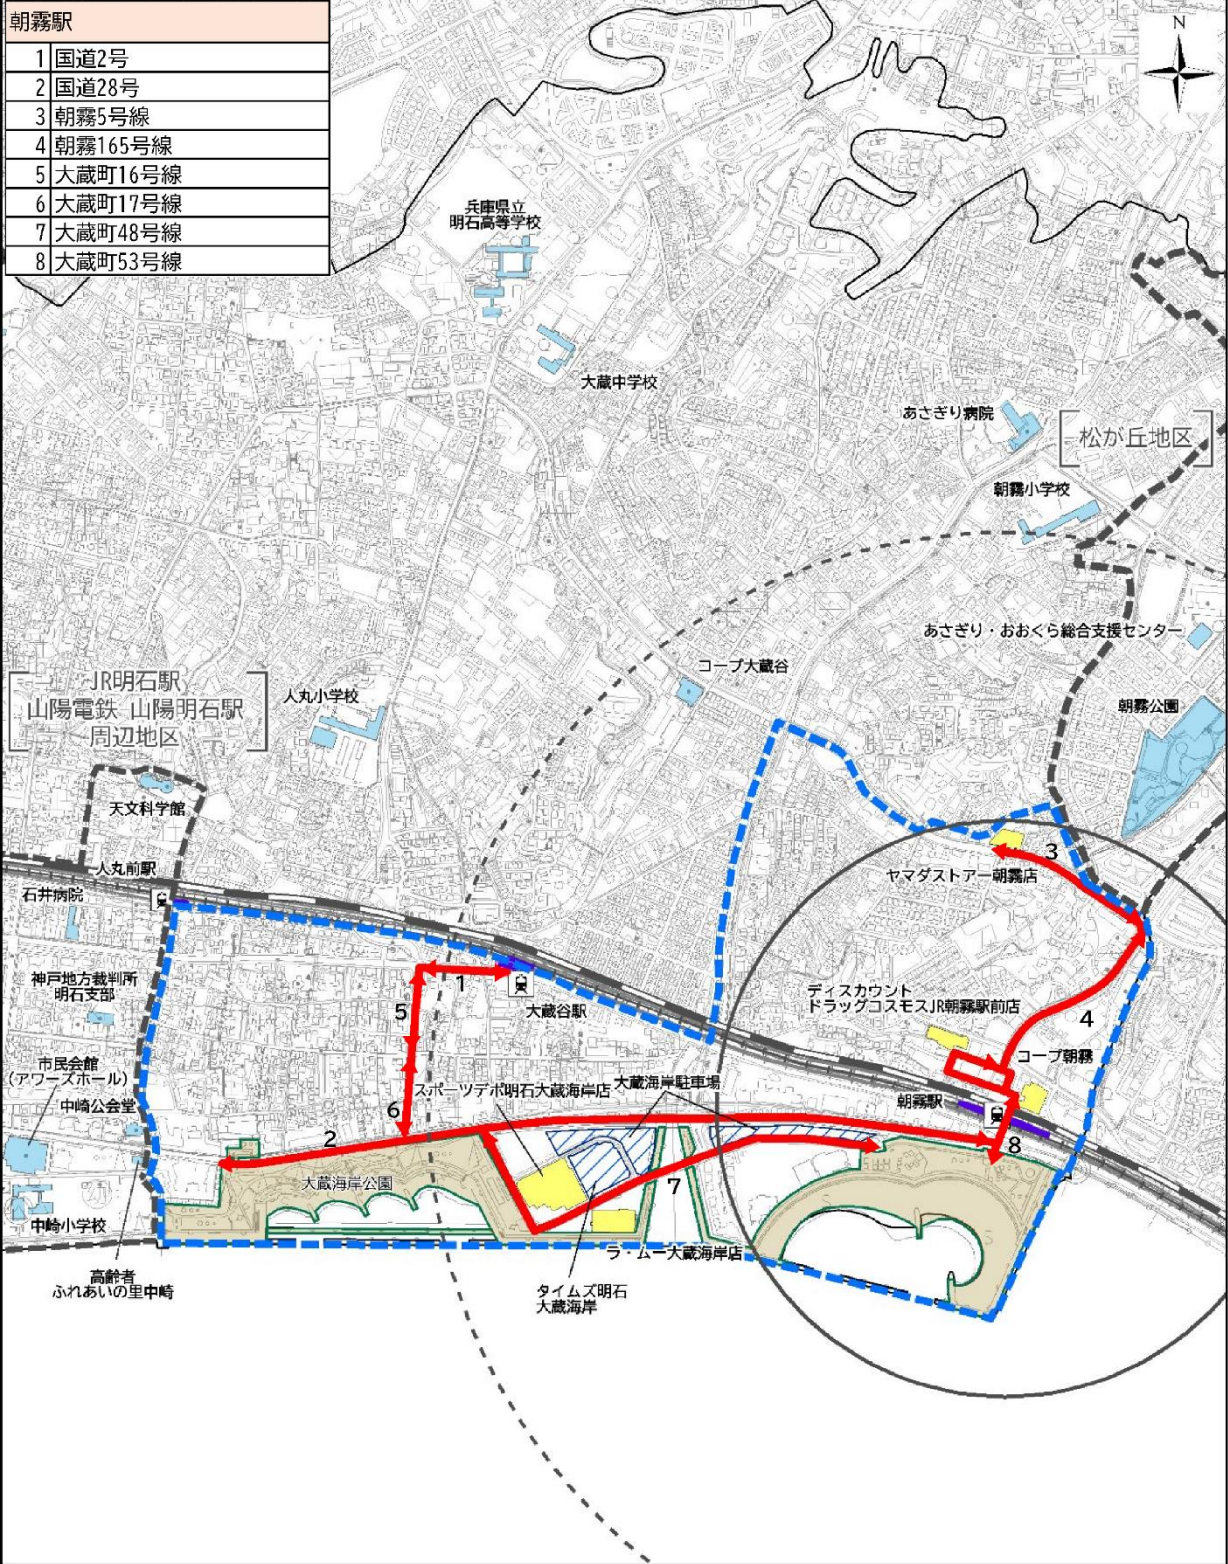 朝霧駅
1 国道2号
2 国道28号
3 朝霧5号線
4 朝霧165号線
5 大蔵町16号線
6 大蔵町17号線
7 大蔵町48号線
8 大蔵町53号線
N
兵庫県立
明石高等学校
大蔵中学校
あさぎり病院
松が丘地区
朝霧小学校
あさぎり・おおくら総合支援センター
コープ大蔵谷
JR明石駅
山陽電鉄 山陽明石駅
周辺地区
人丸小学校
朝霧公園
天文科学館
人丸前駅
3
ヤマダストアー朝霧店
石井病院
神戸地方裁判所
明石支部
1
大蔵谷駅
5
ディスカウント
ドラッグコスモスJR朝霧駅前店
4
コープ朝霧
市民会館
(アワーズホール)
中崎公会堂
スポーツデポ明石大蔵海岸店
大蔵海岸駐車場
朝霧駅
6
2
8
大蔵海岸公園
7
中崎小学校
ラ・ムー大蔵海岸店
高齢者
ふれあいの里中崎
タイムズ明石
大蔵海岸